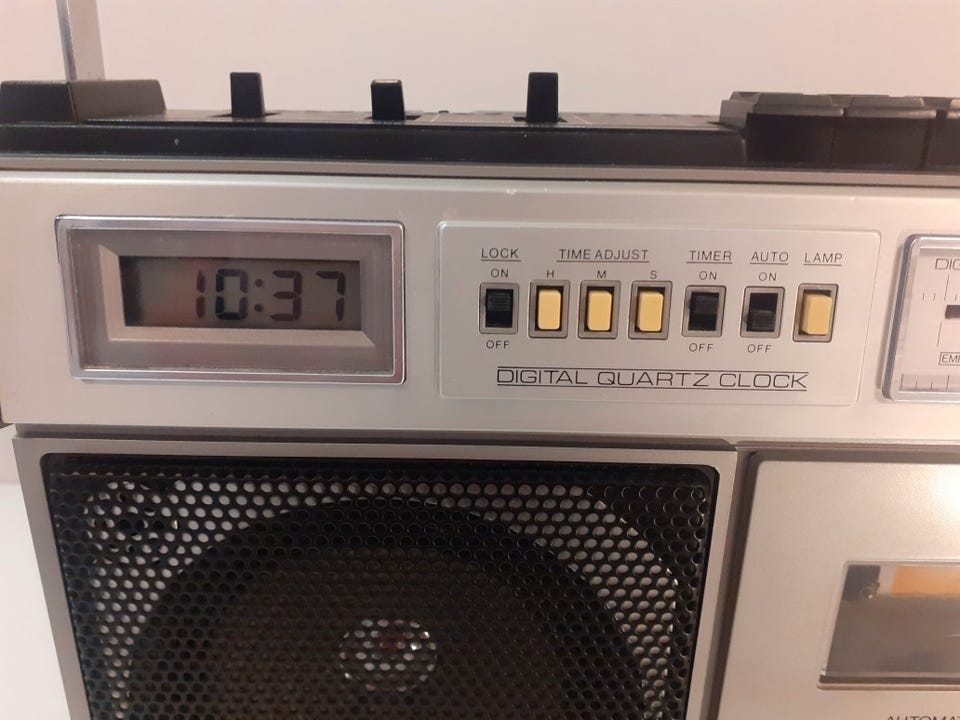 10:37
LOCK TIME ADJUST TIMER AUTO LAMP
ON H M S ON ON
OFF OFF OFF
DIGITAL QUARTZ CLOCK